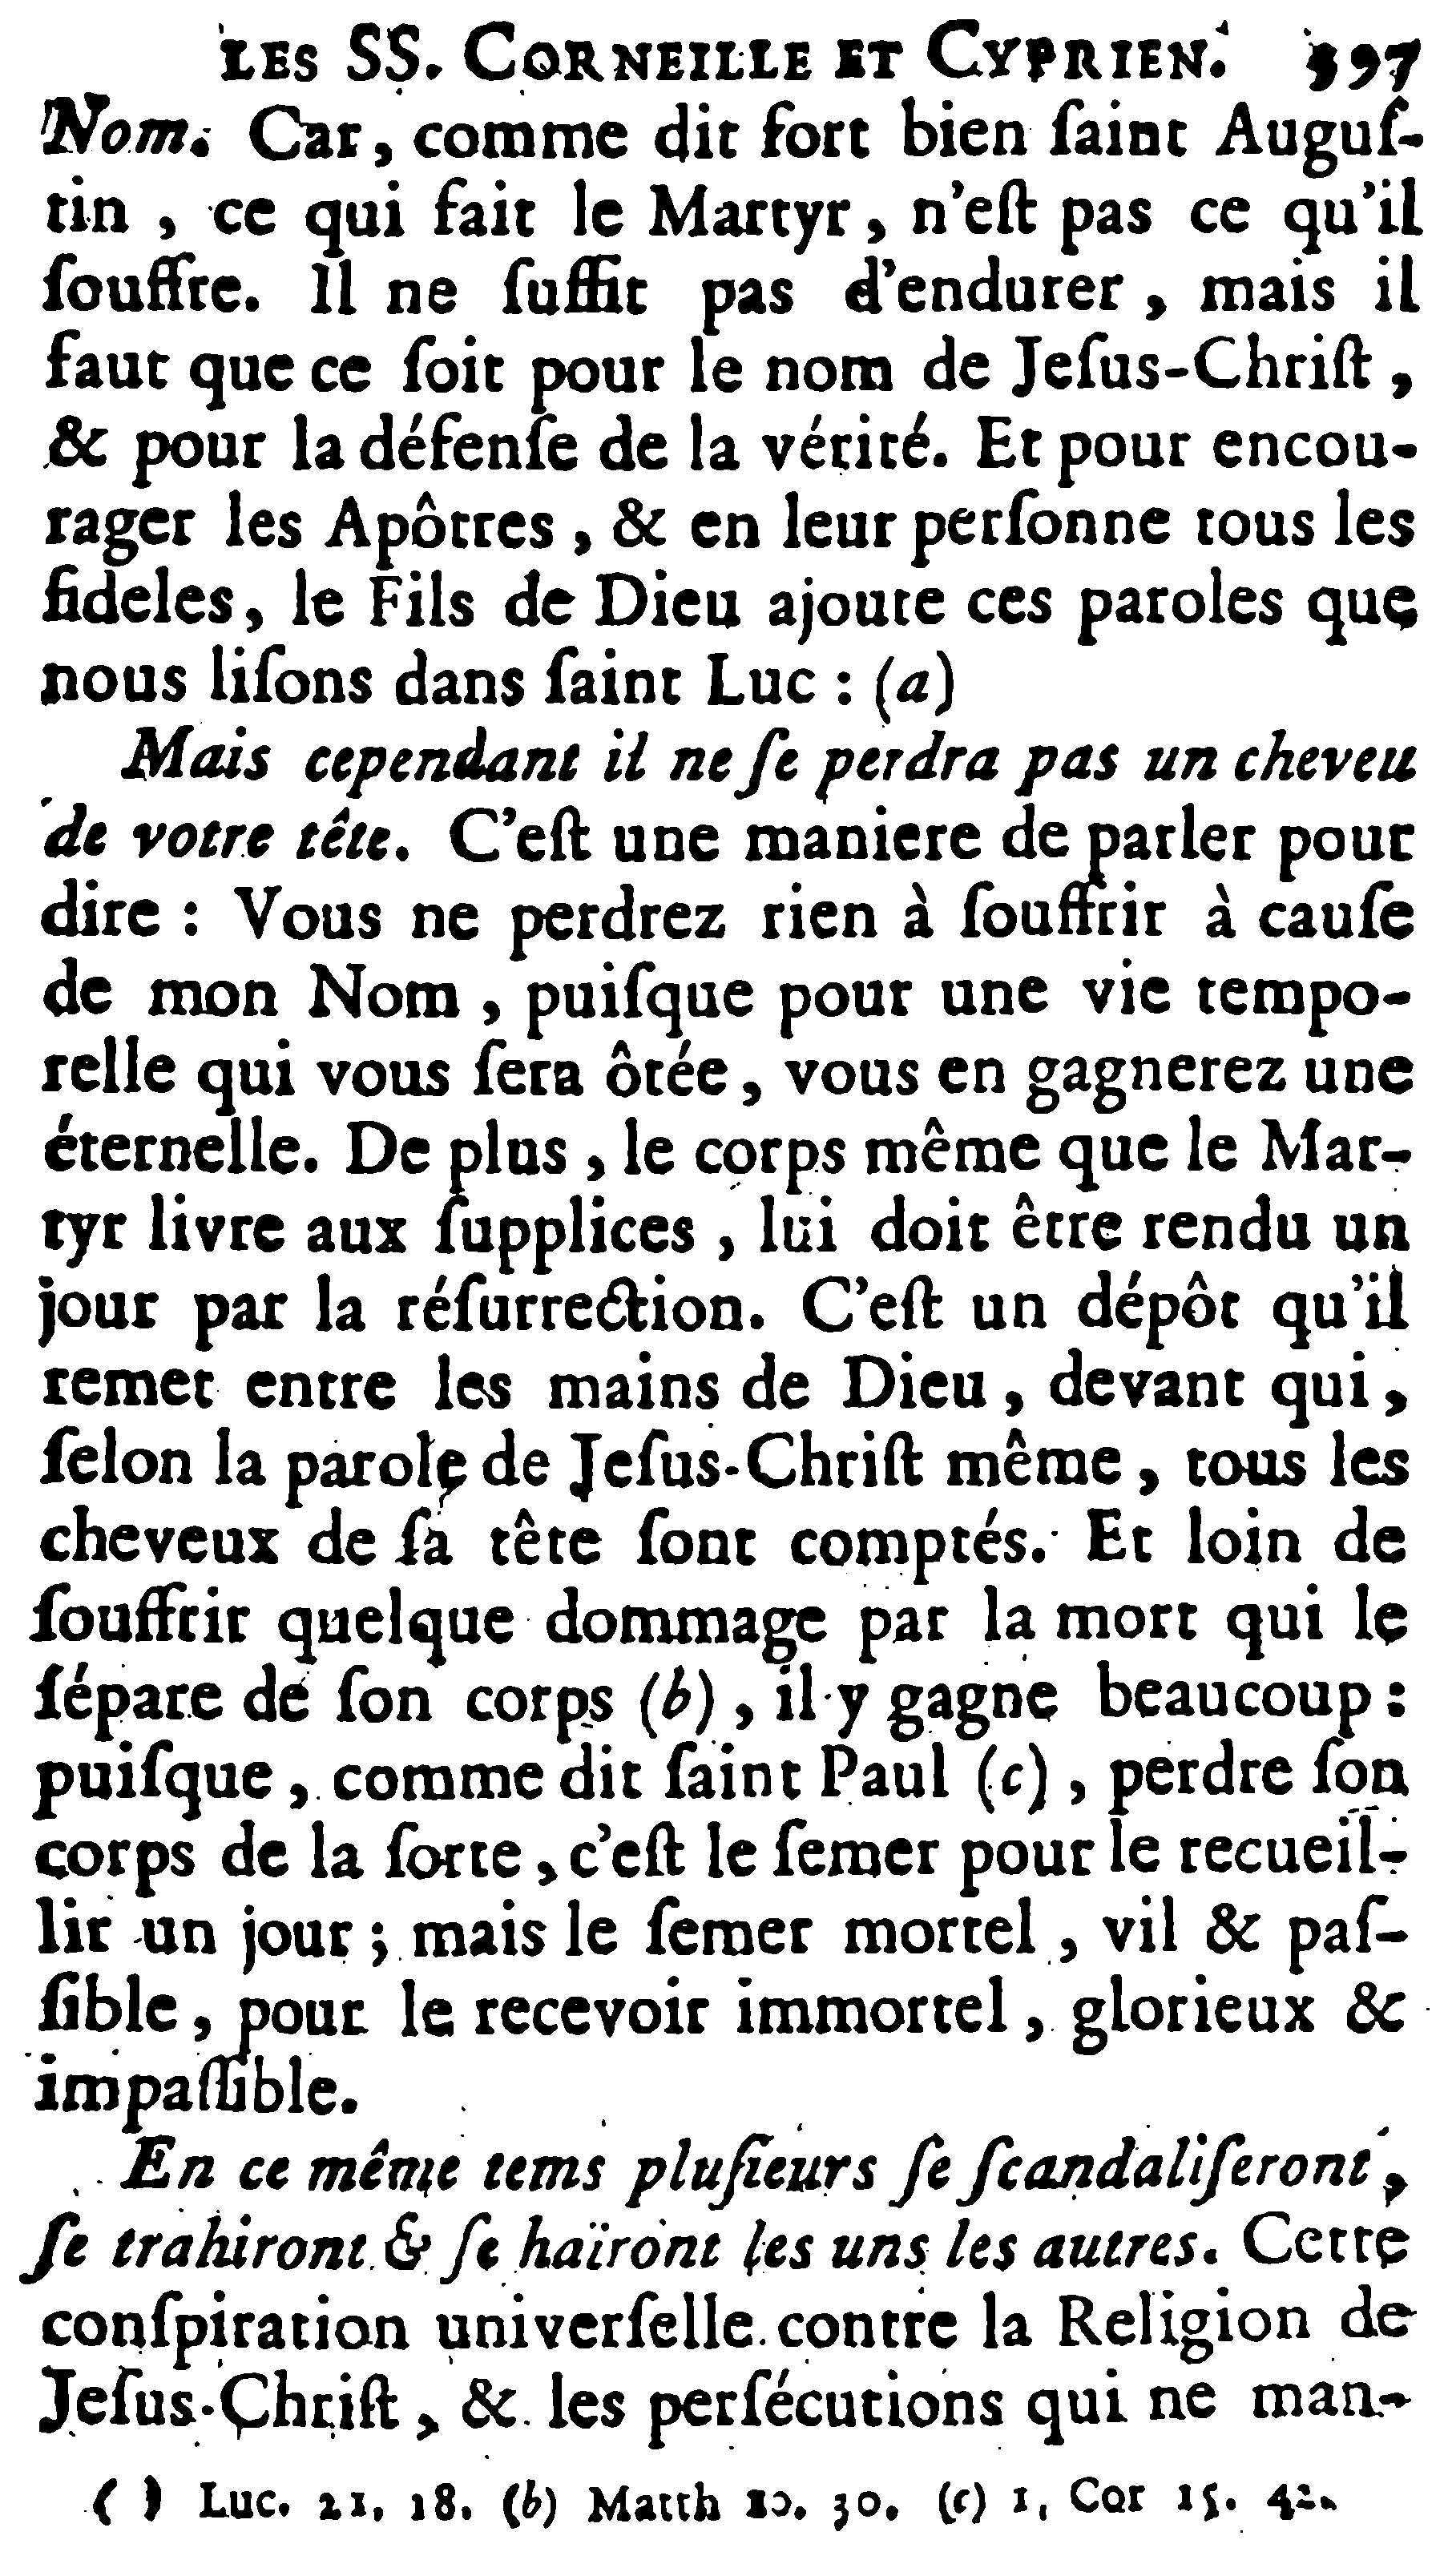 LES SS. CORNEILLE ET CYPRIEN. 397
Nom. Car, comme dit fort bien ſaint Auguſ-
tin, ce qui fait le Martyr, n'eſt pas ce qu'il
ſouffre. Il ne ſuffit pas d'endurer, mais il
faut que ce ſoit pour le nom de Jeſus-Chriſt,
& pour la défenſe de la vérité. Et pour encou-
rager les Apôtres, & en leur perſonne tous les
fideles, le Fils de Dieu ajoute ces paroles que
nous liſons dans ſaint Luc : (a)
Mais cependant il ne ſe perdra pas un cheveu
de votre tête. C'eſt une maniere de parler pour
dire : Vous ne perdrez rien à ſouffrir à cauſe
de mon Nom, puiſque pour une vie tempo-
relle qui vous ſera ôtée, vous en gagnerez une
éternelle. De plus, le corps même que le Mar-
tyr livre aux ſupplices, lui doit être rendu un
jour par la réſurrection. C'eſt un dépôt qu'il
remet entre les mains de Dieu, devant qui,
ſelon la parole de Jeſus-Chriſt même, tous les
cheveux de ſa tête ſont comptés. Et loin de
ſouffrir quelque dommage par la mort qui le
ſépare de ſon corps (b), il y gagne beaucoup :
puiſque, comme dit ſaint Paul (c), perdre ſon
corps de la ſorte, c'eſt le ſemer pour le recueil-
lir un jour ; mais le ſemer mortel, vil & paſ-
ſible, pour le recevoir immortel, glorieux &
impaſſible.
En ce même tems pluſieurs ſe ſcandaliſeront,
ſe trahiront & ſe haïront les uns les autres. Cette
conſpiration univerſelle contre la Religion de
Jeſus-Chriſt, & les perſécutions qui ne man-
( ) Luc. 21. 18. (b) Matth 10. 30. (c) 1. Cor 15. 42.